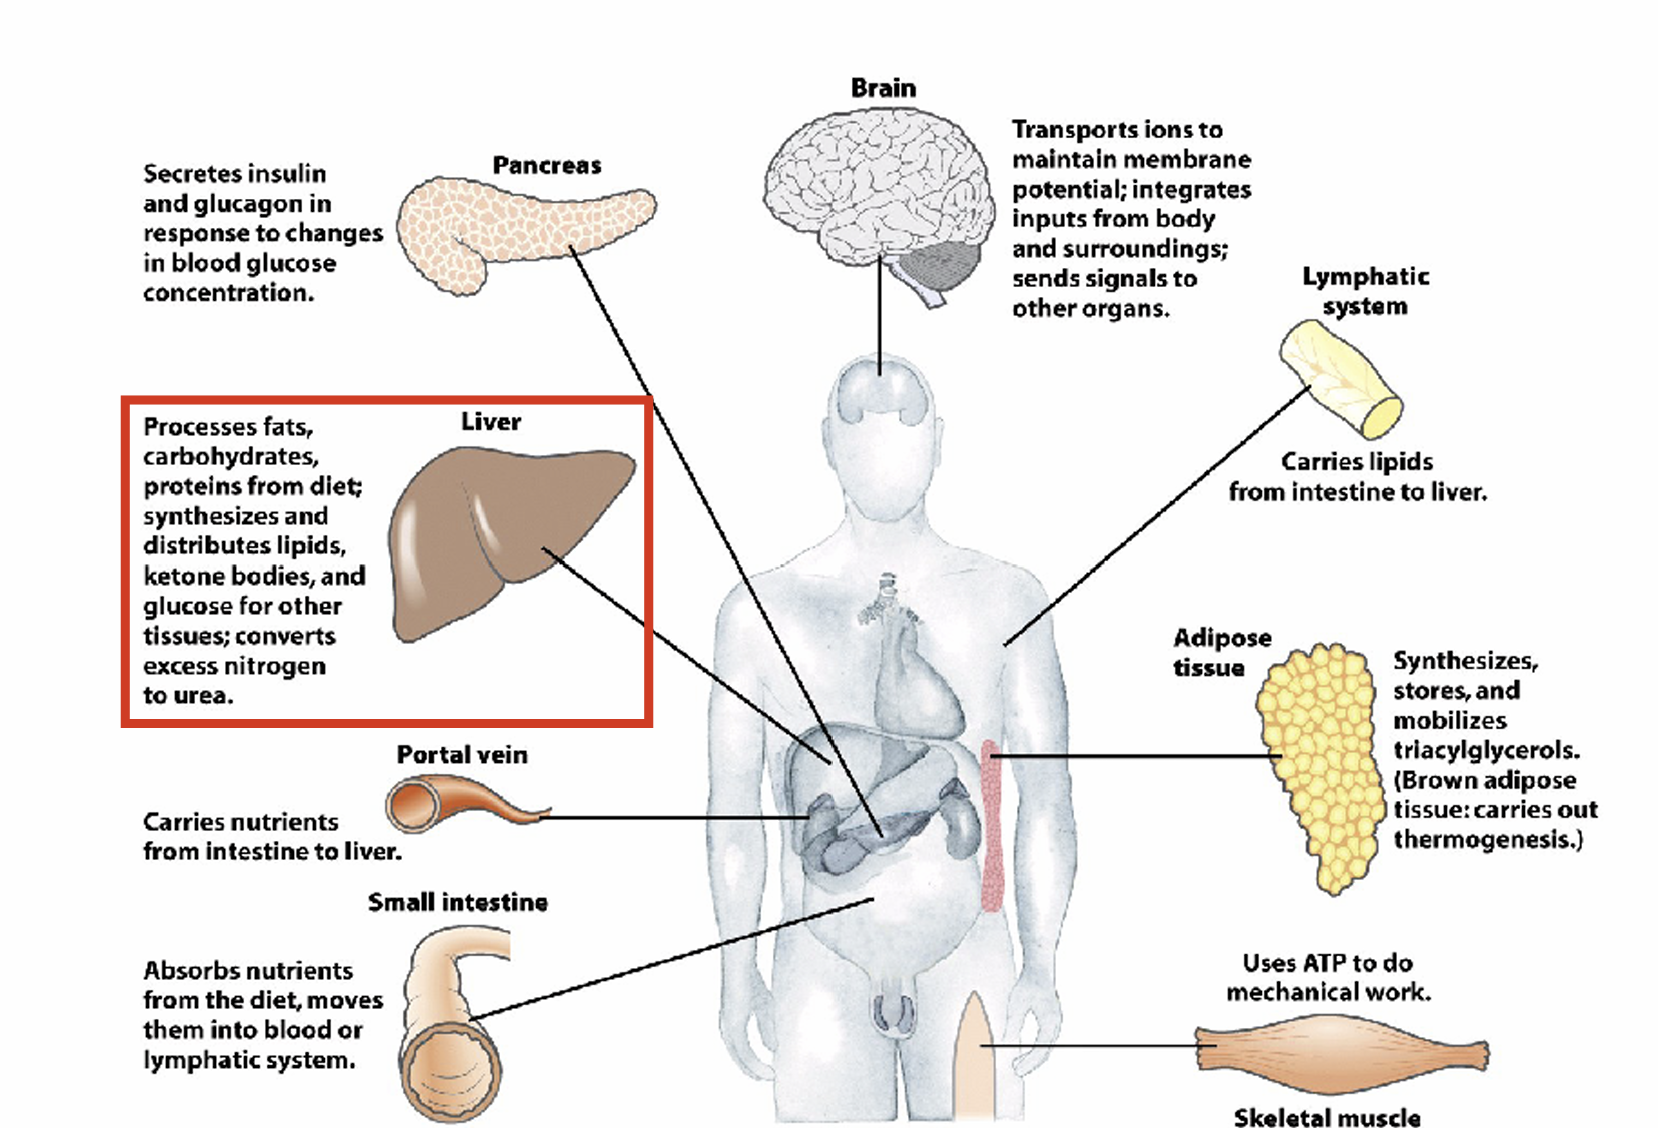 Brain
Transports ions to
maintain membrane
potential; integrates
inputs from body
and surroundings;
sends signals to
other organs.
Pancreas
Secretes insulin
and glucagon in
response to changes
in blood glucose
concentration.
Lymphatic
system
Carries lipids
from intestine to liver.
Liver
Processes fats,
carbohydrates,
proteins from diet;
synthesizes and
distributes lipids,
ketone bodies, and
glucose for other
tissues; converts
excess nitrogen
to urea.
Adipose
tissue
Synthesizes,
stores, and
mobilizes
triacylglycerols.
(Brown adipose
tissue: carries out
thermogenesis.)
Portal vein
Carries nutrients
from intestine to liver.
Small intestine
Absorbs nutrients
from the diet, moves
them into blood or
lymphatic system.
Uses ATP to do
mechanical work.
Skeletal muscle